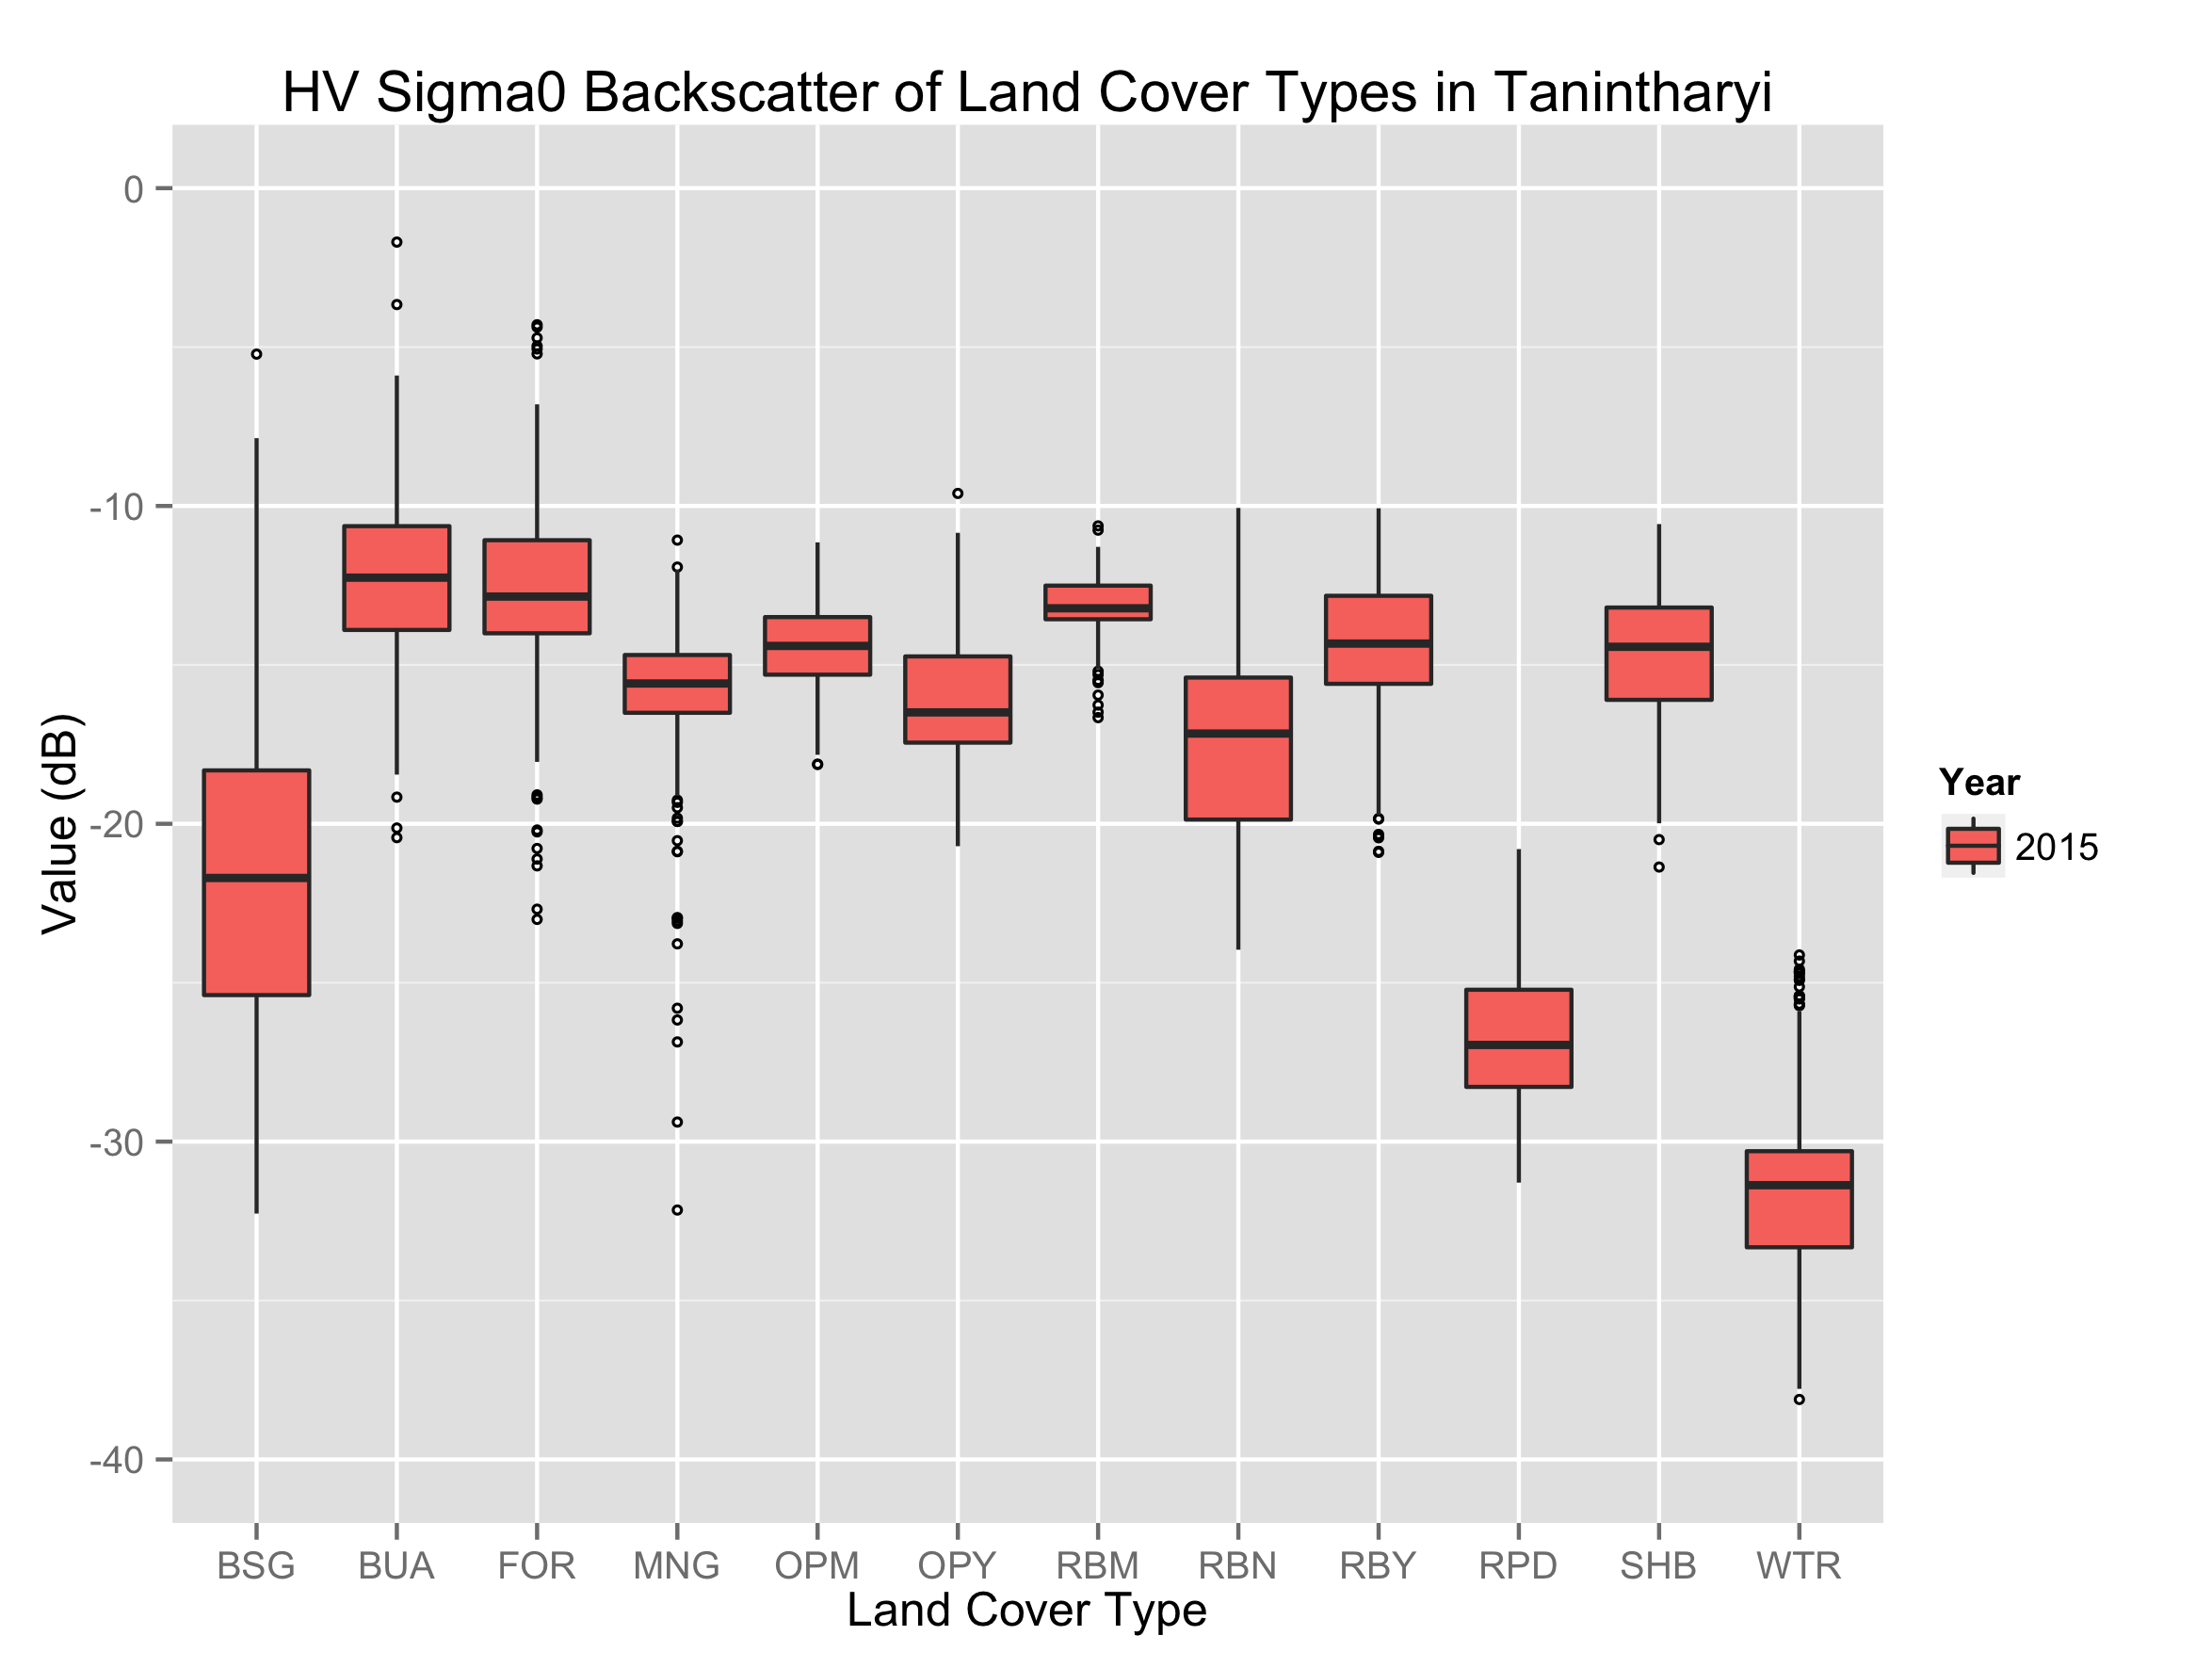 HV Sigma0 Backscatter of Land Cover Types in Tanintharyi
0
-10
-20
-30
-40
Value (dB)
BSG BUA FOR MNG OPM OPY RBM RBN RBY RPD SHB WTR
Land Cover Type
Year
2015